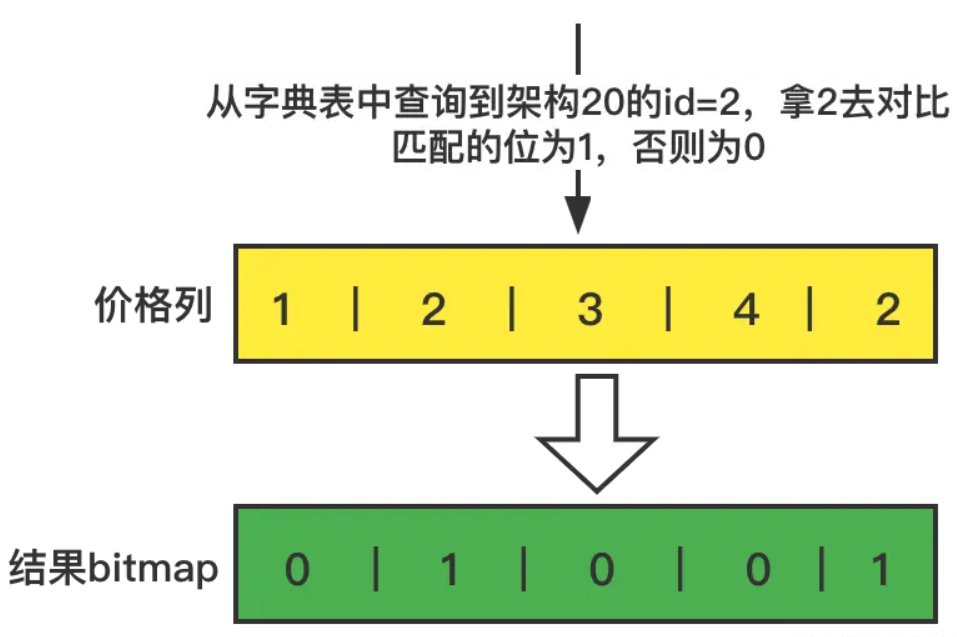 从字典表中查询到架构20的id=2，拿2去对比
匹配的位为1，否则为0
价格列 1 | 2 | 3 | 4 | 2
结果bitmap 0 | 1 | 0 | 0 | 1